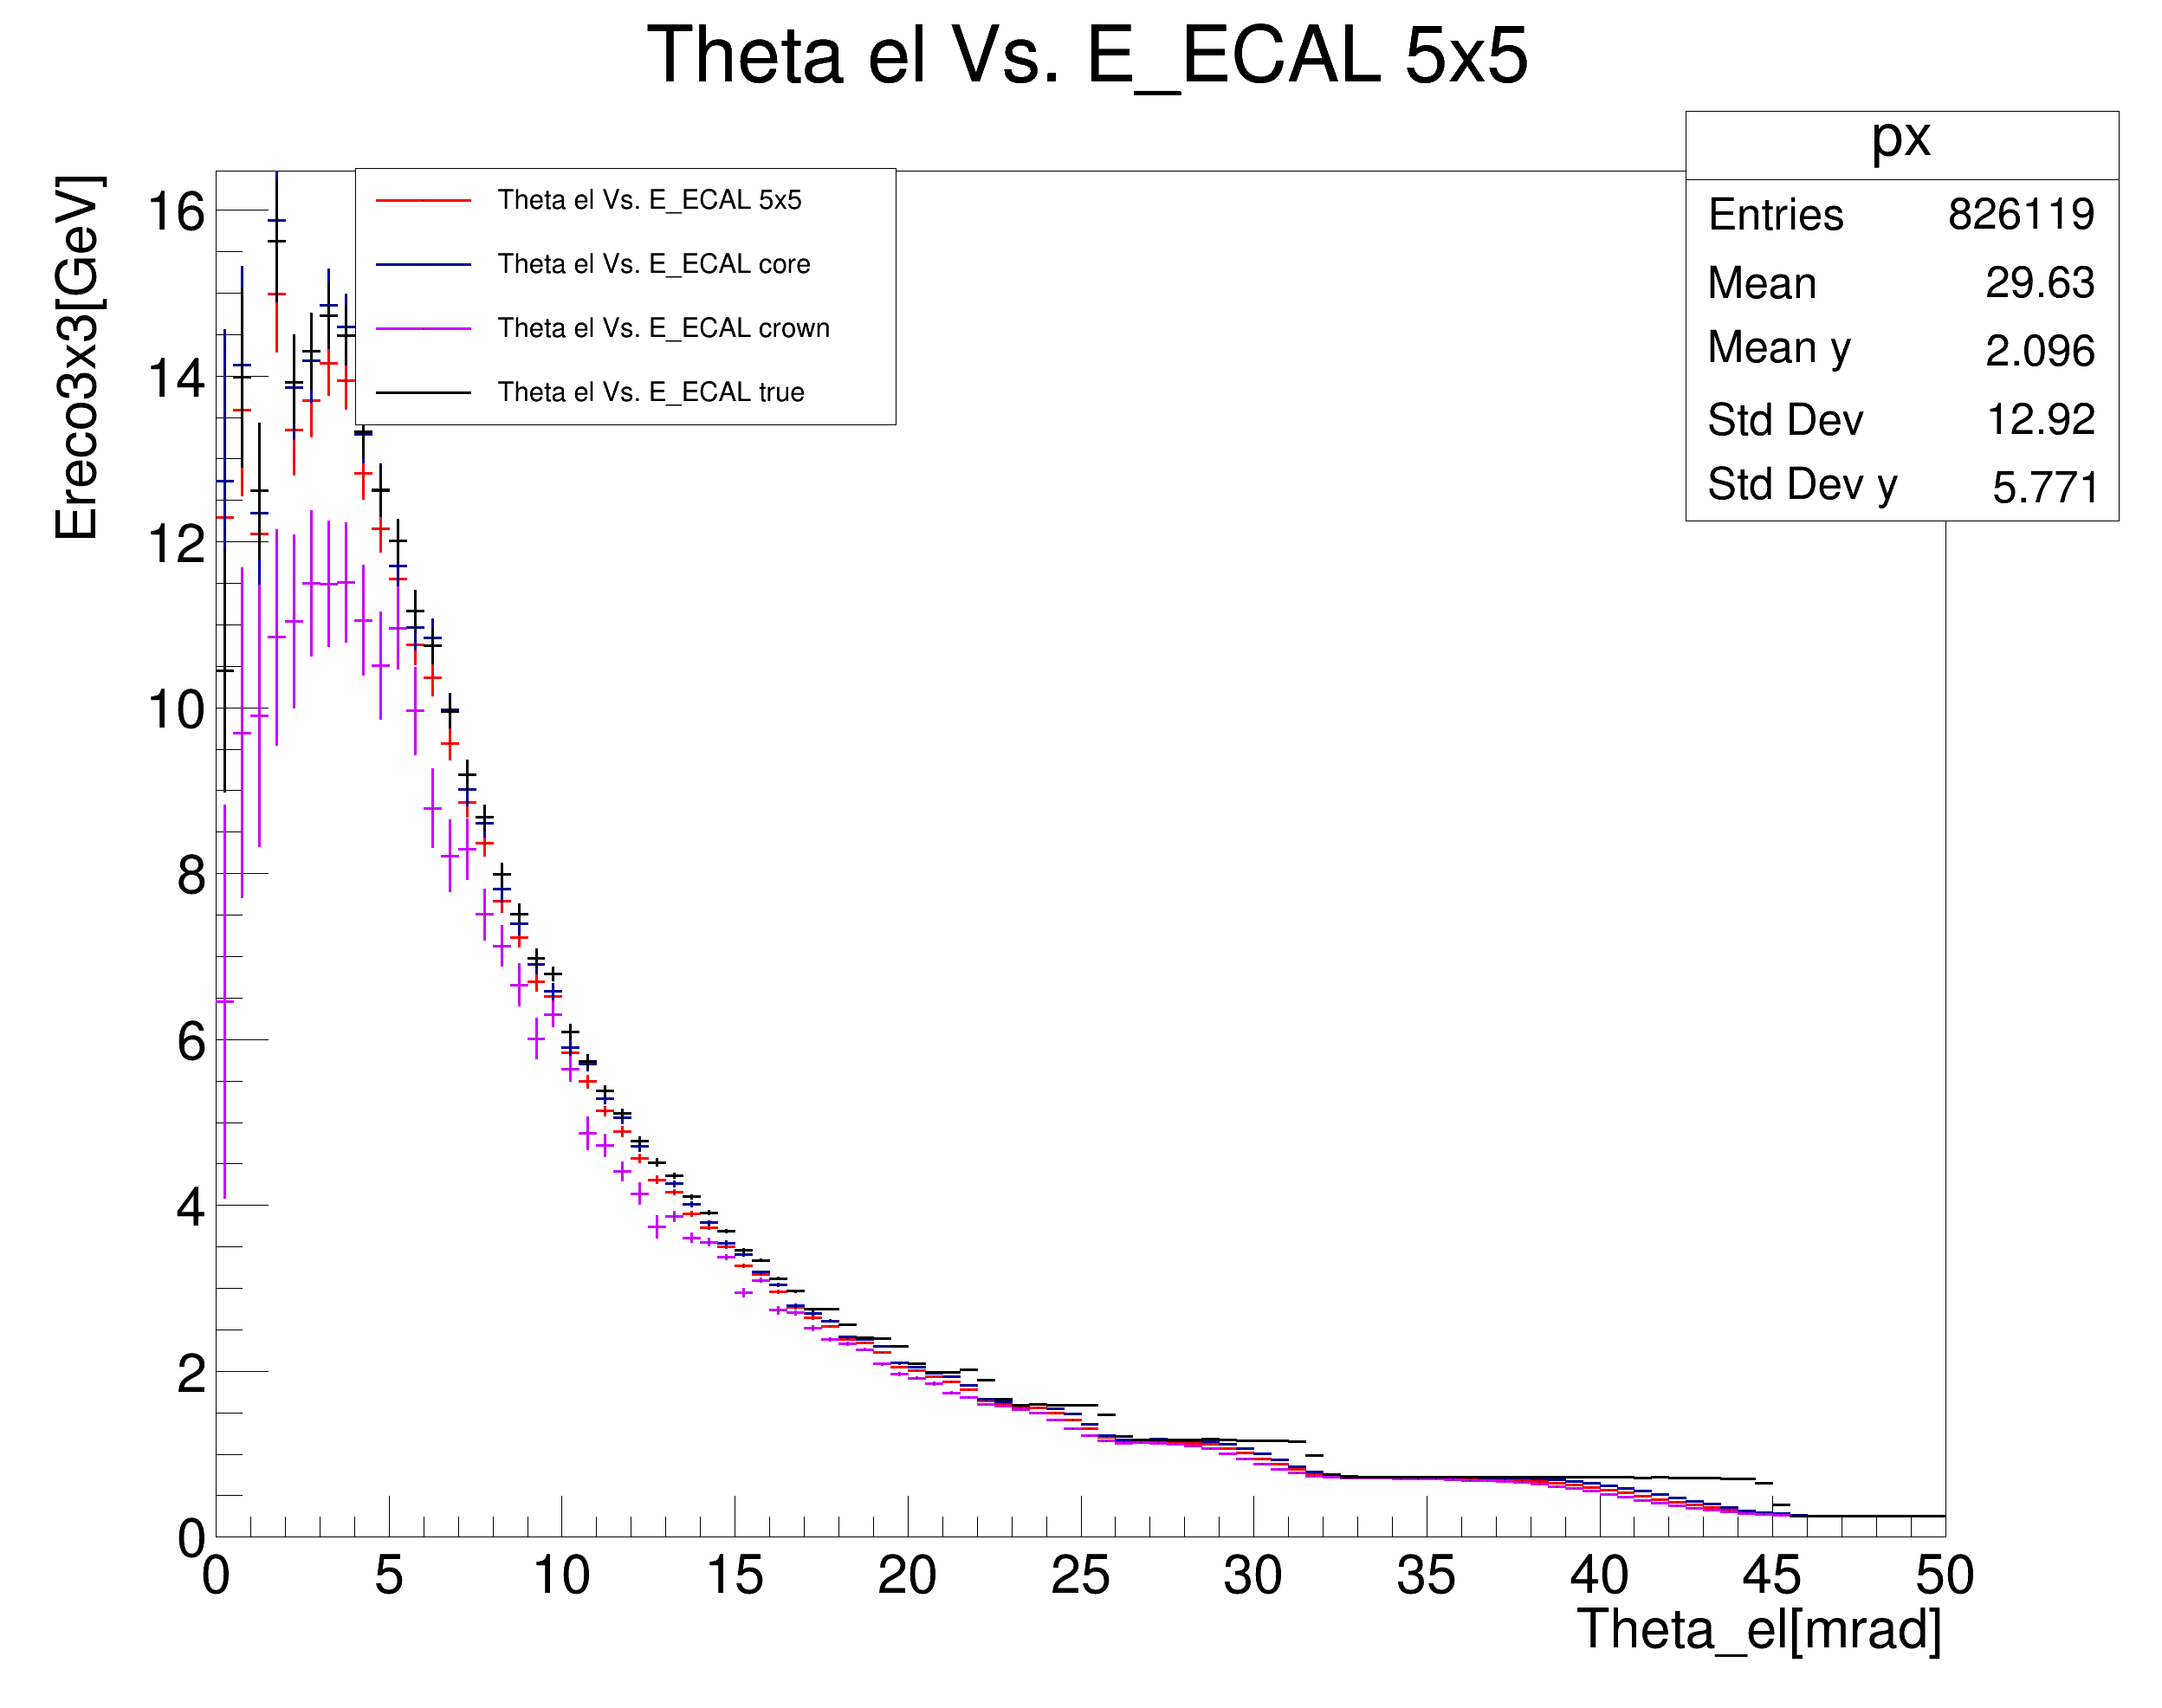 Theta el Vs. E_ECAL 5x5
px
Entries 826119
Mean 29.63
Mean y 2.096
Std Dev 12.92
Std Dev y 5.771
Theta el Vs. E_ECAL 5x5
Theta el Vs. E_ECAL core
Theta el Vs. E_ECAL crown
Theta el Vs. E_ECAL true
Ereco3x3[GeV]
16
14
12
10
8
6
4
2
0
0 5 10 15 20 25 30 35 40 45 50
Theta_el[mrad]